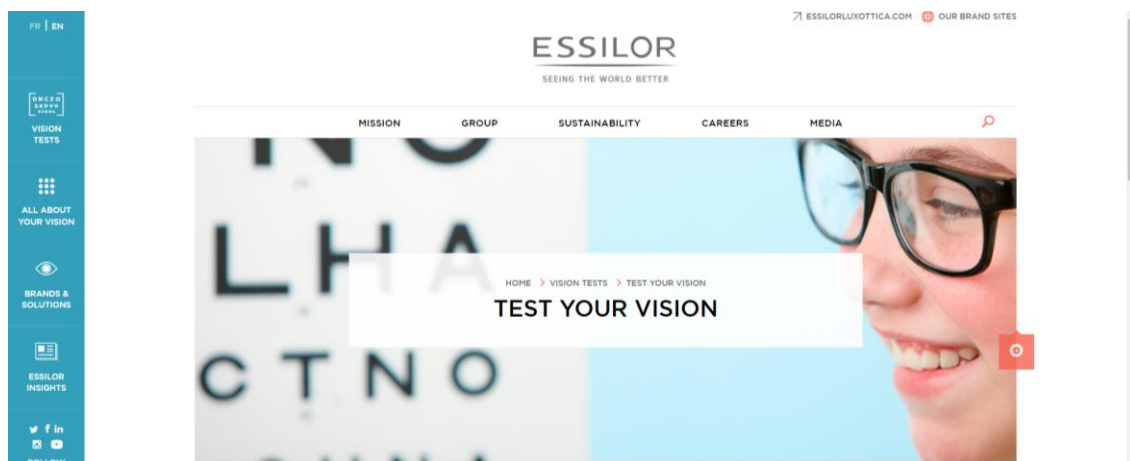 FR | EN
VISION
TESTS
ALL ABOUT
YOUR VISION
BRANDS &
SOLUTIONS
ESSILOR
INSIGHTS
ESSILORLUXOTTICA.COM OUR BRAND SITES
ESSILOR
SEEING THE WORLD BETTER
MISSION GROUP SUSTAINABILITY CAREERS MEDIA
L H A
HOME > VISION TESTS > TEST YOUR VISION
TEST YOUR VISION
C T N O